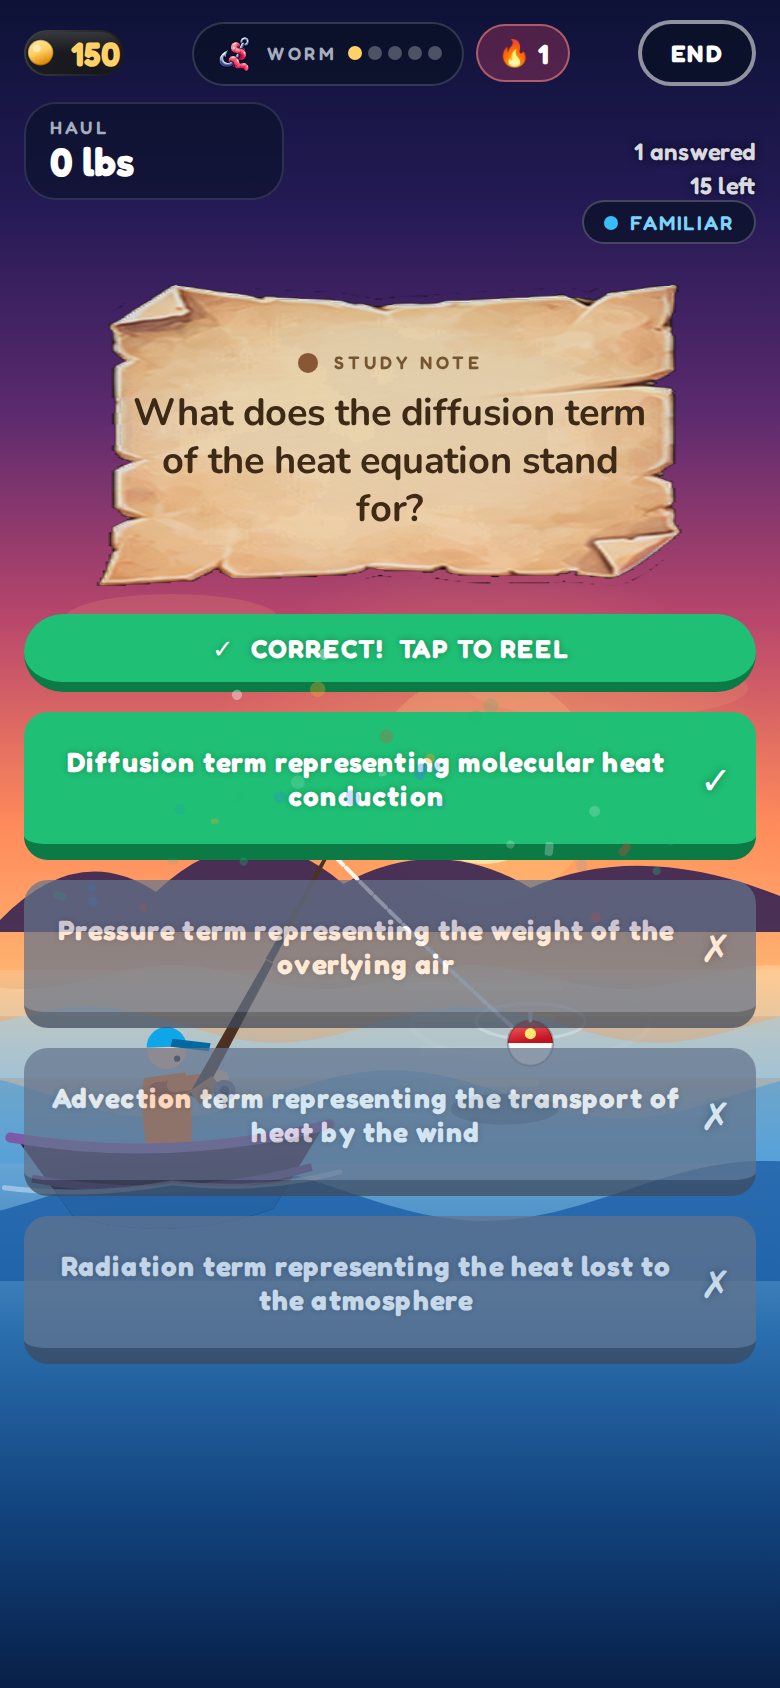 150
WORM
1
END
HAUL
0 lbs
1 answered
15 left
FAMILIAR
STUDY NOTE
What does the diffusion term
of the heat equation stand
for?
✓ CORRECT! TAP TO REEL
Diffusion term representing molecular heat
conduction
✓
Pressure term representing the weight of the
overlying air
✗
Advection term representing the transport of
heat by the wind
✗
Radiation term representing the heat lost to
the atmosphere
✗